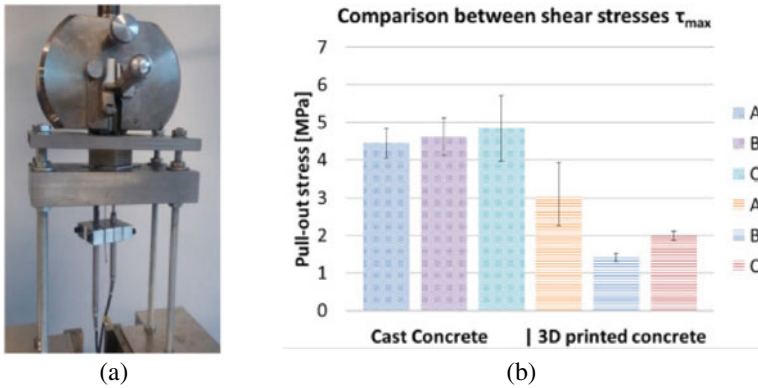 Comparison between shear stresses τmax
Pull-out stress [MPa]
7
6
5
4
3
2
1
0
Cast Concrete | 3D printed concrete
A
B
C
A
B
C
(a) (b)